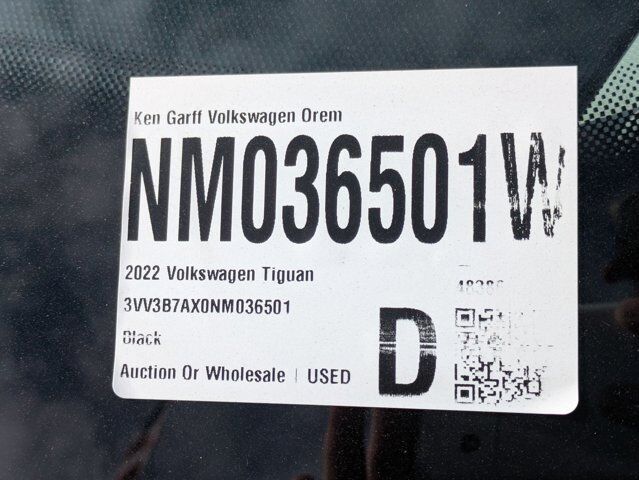 Ken Garff Volkswagen Orem
NM036501W
2022 Volkswagen Tiguan
3VV3B7AX0NM036501
Black
D
Auction Or Wholesale | USED